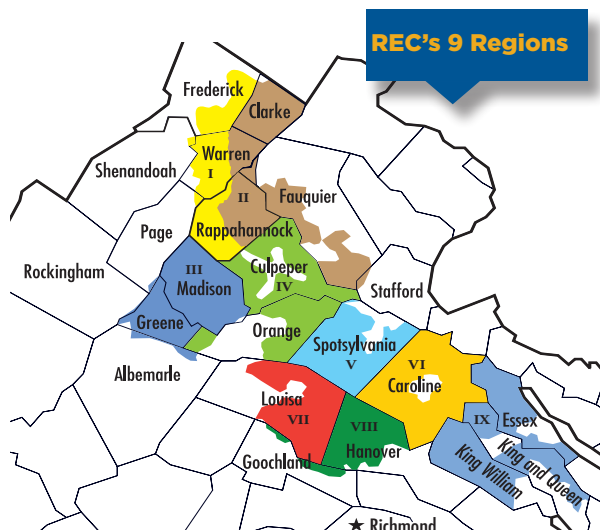 REC's 9 Regions
Frederick
Clarke
Warren
Shenandoah
I
II
Fauquier
Rappahannock
Page
III
Culpeper
Rockingham
Madison
IV
Stafford
Greene
Orange
Spotsylvania
V
VI
Albemarle
Caroline
Louisa
VII
VIII
IX
Essex
Goochland
Hanover
King William
King and Queen
★ Richmond